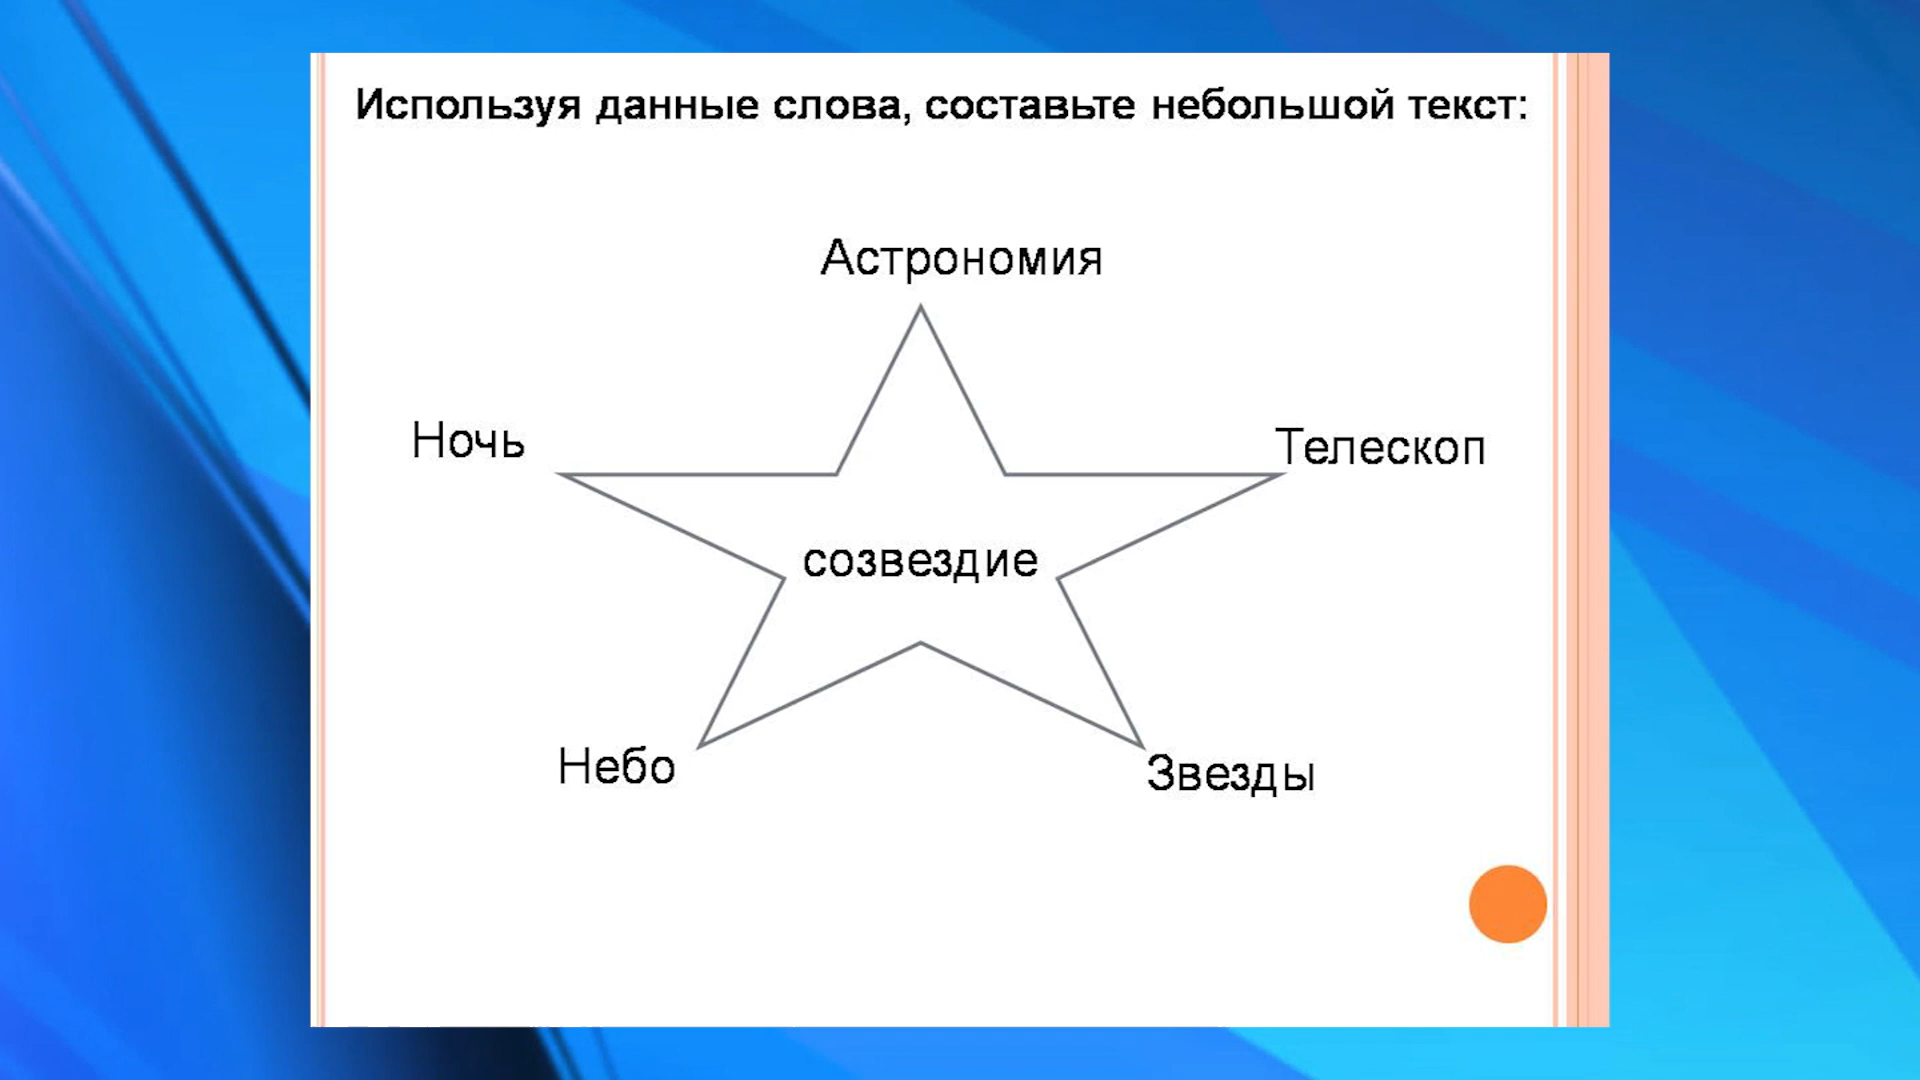 Используя данные слова, составьте небольшой текст:
Астрономия
Ночь
Телескоп
созвездие
Небо
Звезды